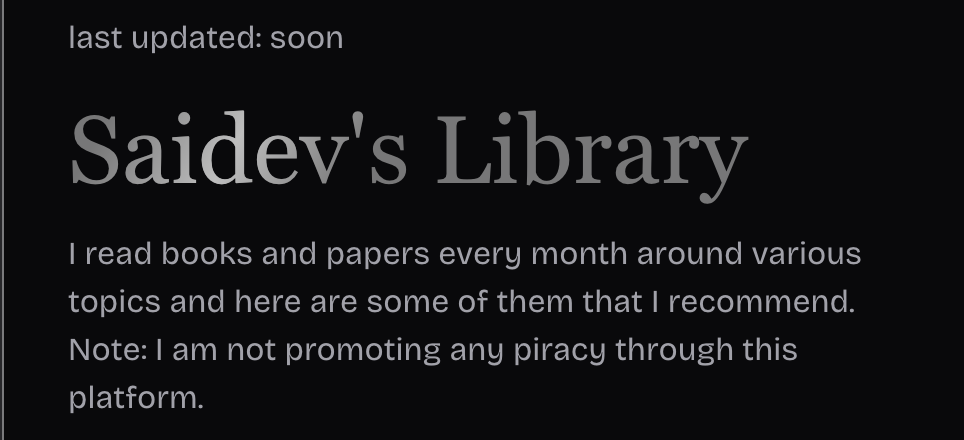 last updated: soon
Saidev's Library
I read books and papers every month around various
topics and here are some of them that I recommend.
Note: I am not promoting any piracy through this
platform.